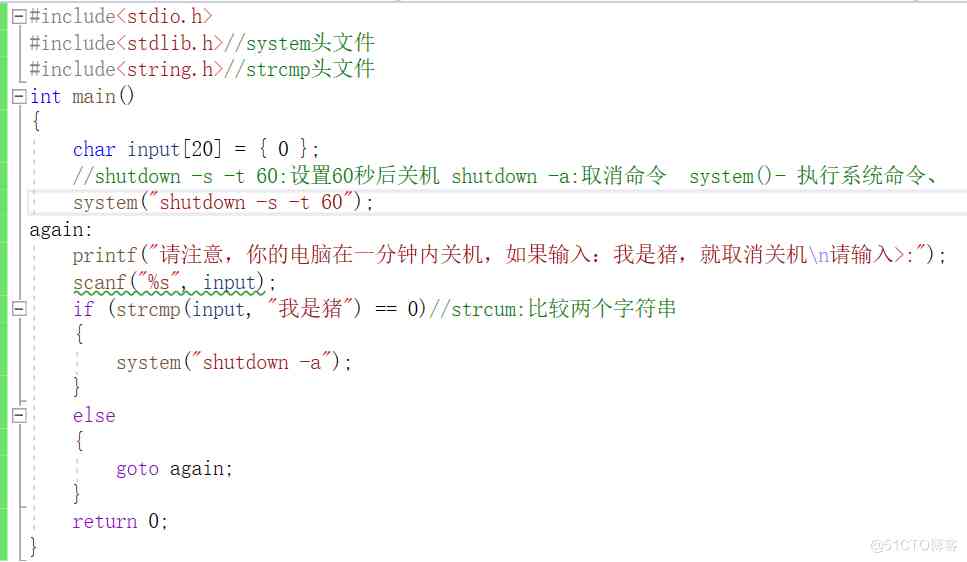 #include<stdio.h>
#include<stdlib.h>//system头文件
#include<string.h>//strcmp头文件
int main()
{
    char input[20] = { 0 };
    //shutdown -s -t 60:设置60秒后关机 shutdown -a:取消命令  system()- 执行系统命令、
    system("shutdown -s -t 60");
again:
    printf("请注意，你的电脑在一分钟内关机，如果输入：我是猪，就取消关机\n请输入>:");
    scanf("%s", input);
    if (strcmp(input, "我是猪") == 0)//strcum:比较两个字符串
    {
        system("shutdown -a");
    }
    else
    {
        goto again;
    }
    return 0;
}
@51CTO博客